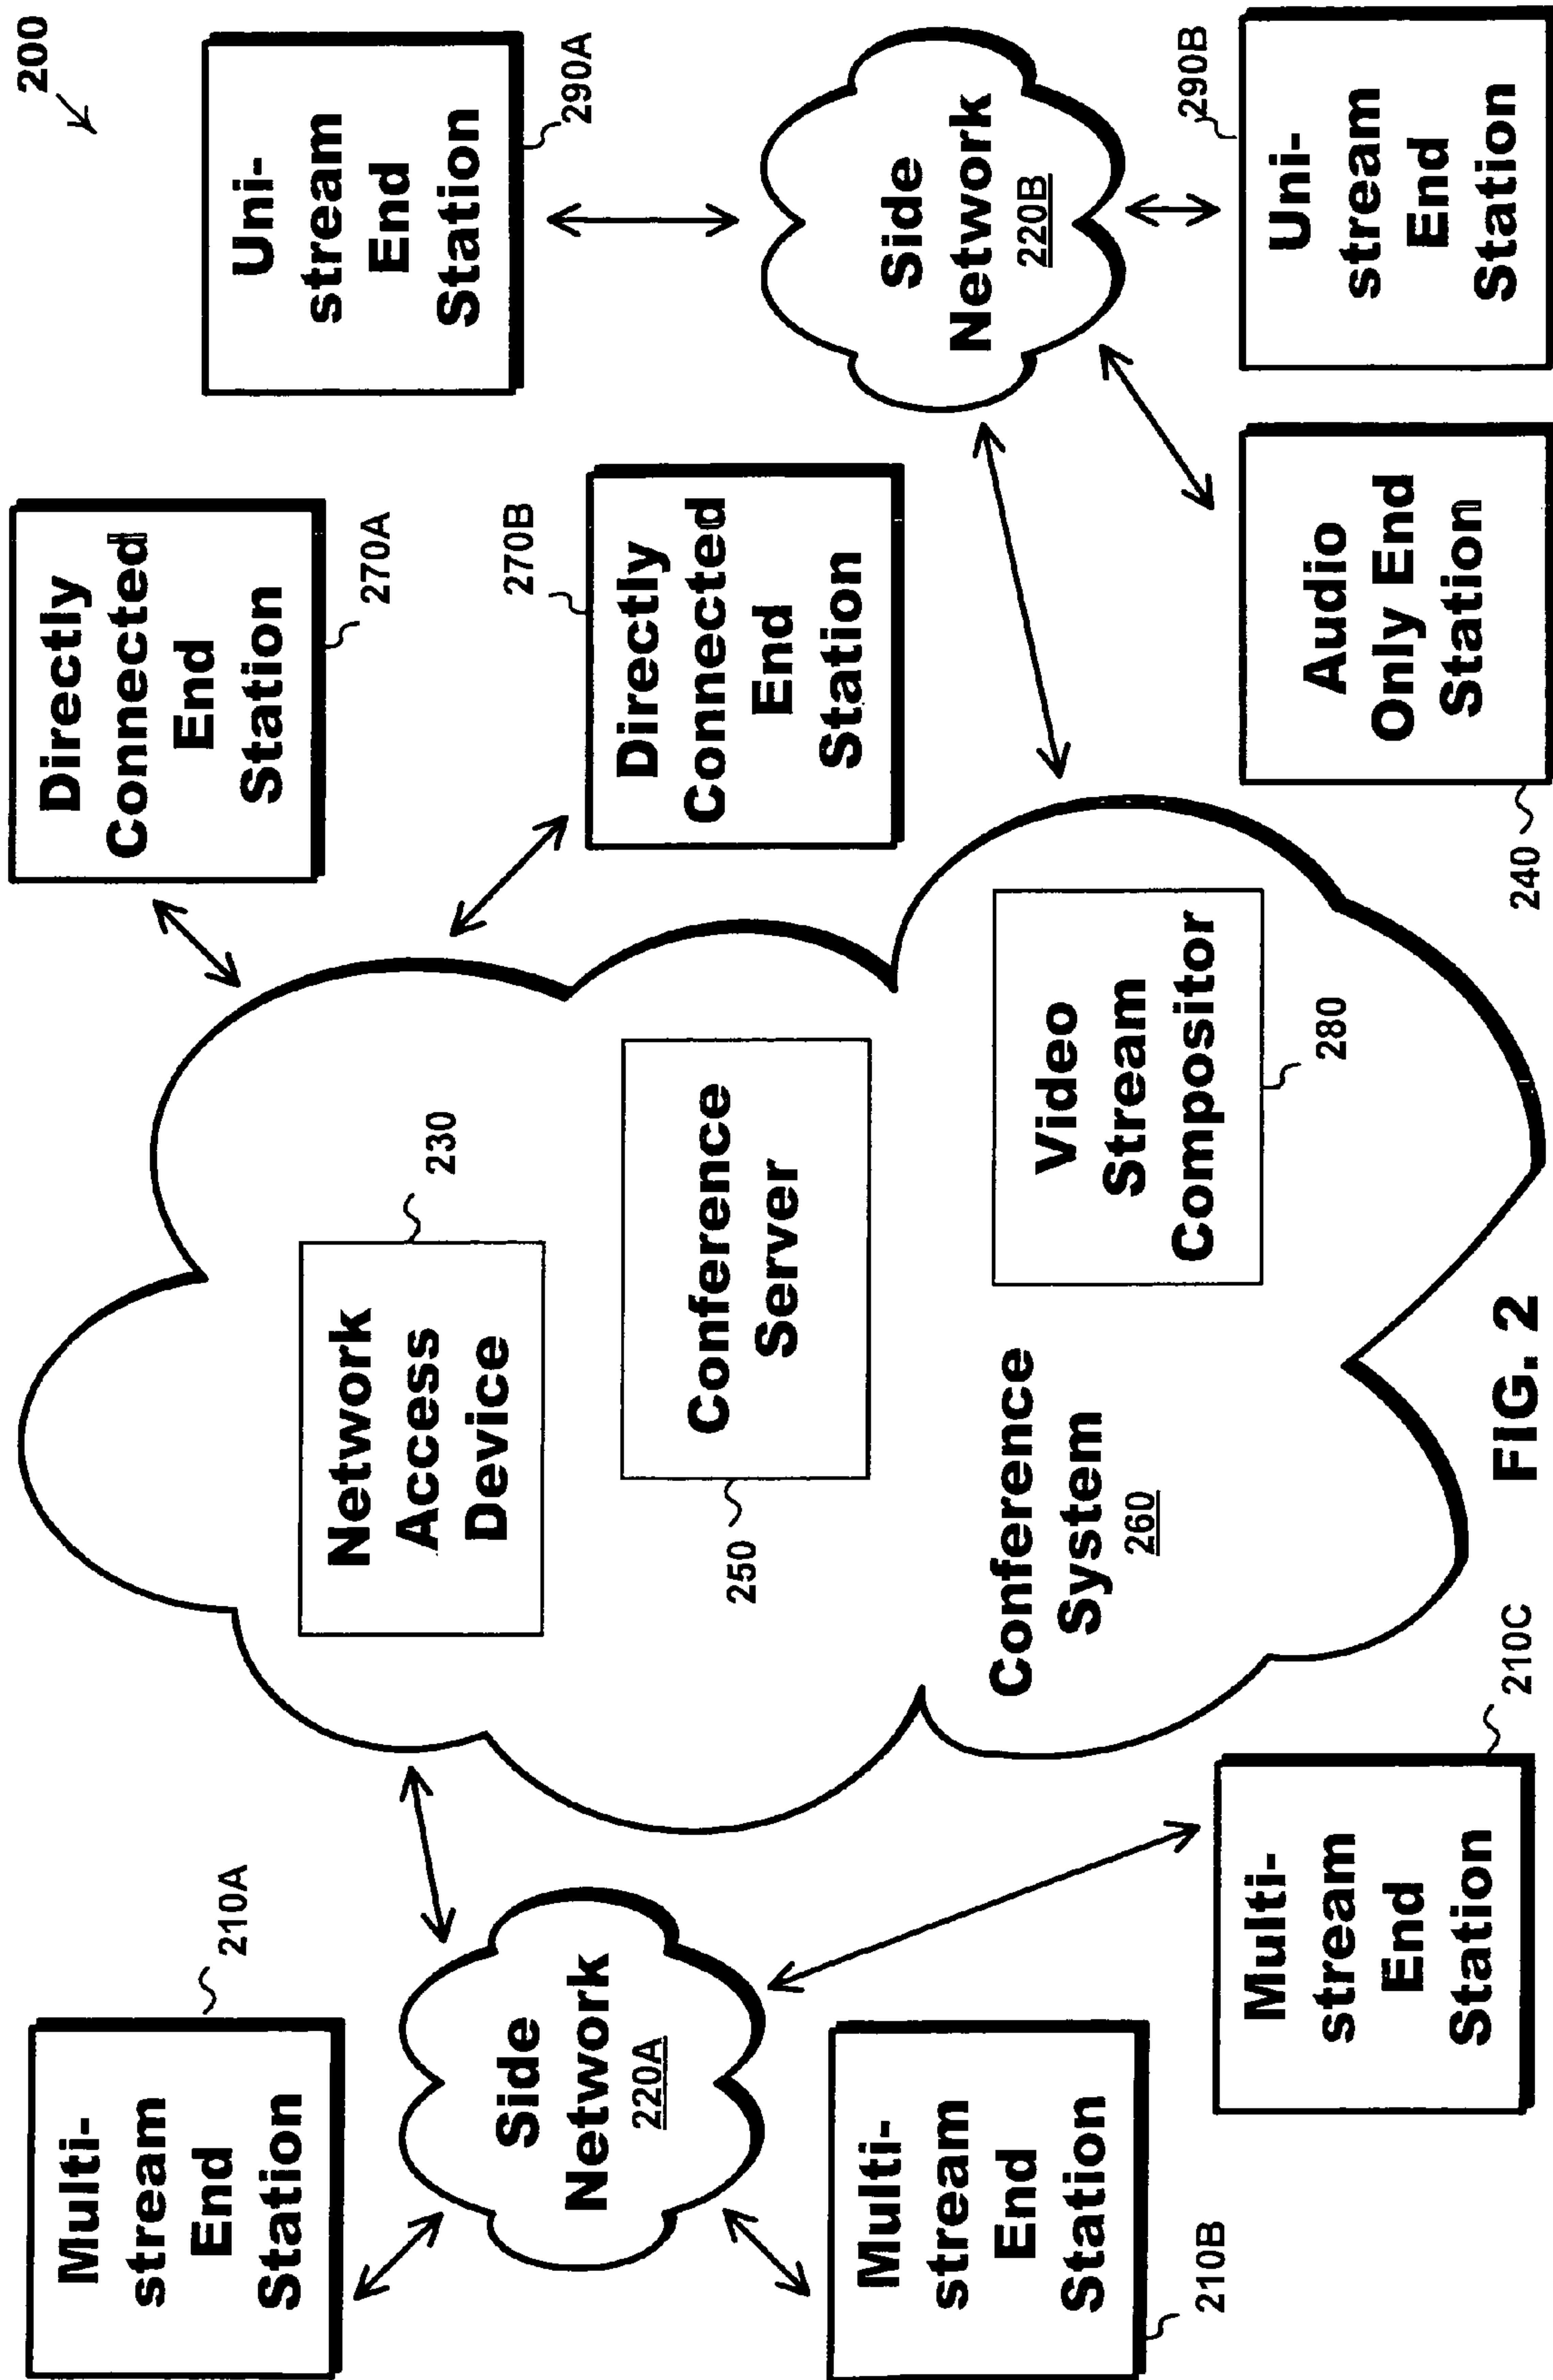 200
Multi-
stream
End
Station
210A
Side
Network
220A
Multi-
stream
End
Station
210B
Multi-
stream
End
Station
210C
Network
Access
Device
230
Conference
Server
250
Conference
System
260
Video
Stream
Compositor
280
Directly
Connected
End
Station
270A
Directly
Connected
End
Station
270B
Uni-
stream
End
Station
290A
Side
Network
220B
Audio
Only End
Station
240
Uni-
stream
End
Station
290B
FIG. 2